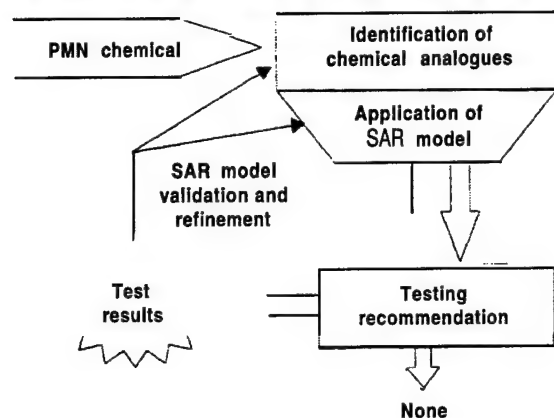 PMN chemical
Identification of
chemical analogues
Application of
SAR model
SAR model
validation and
refinement
Test
results
Testing
recommendation
None